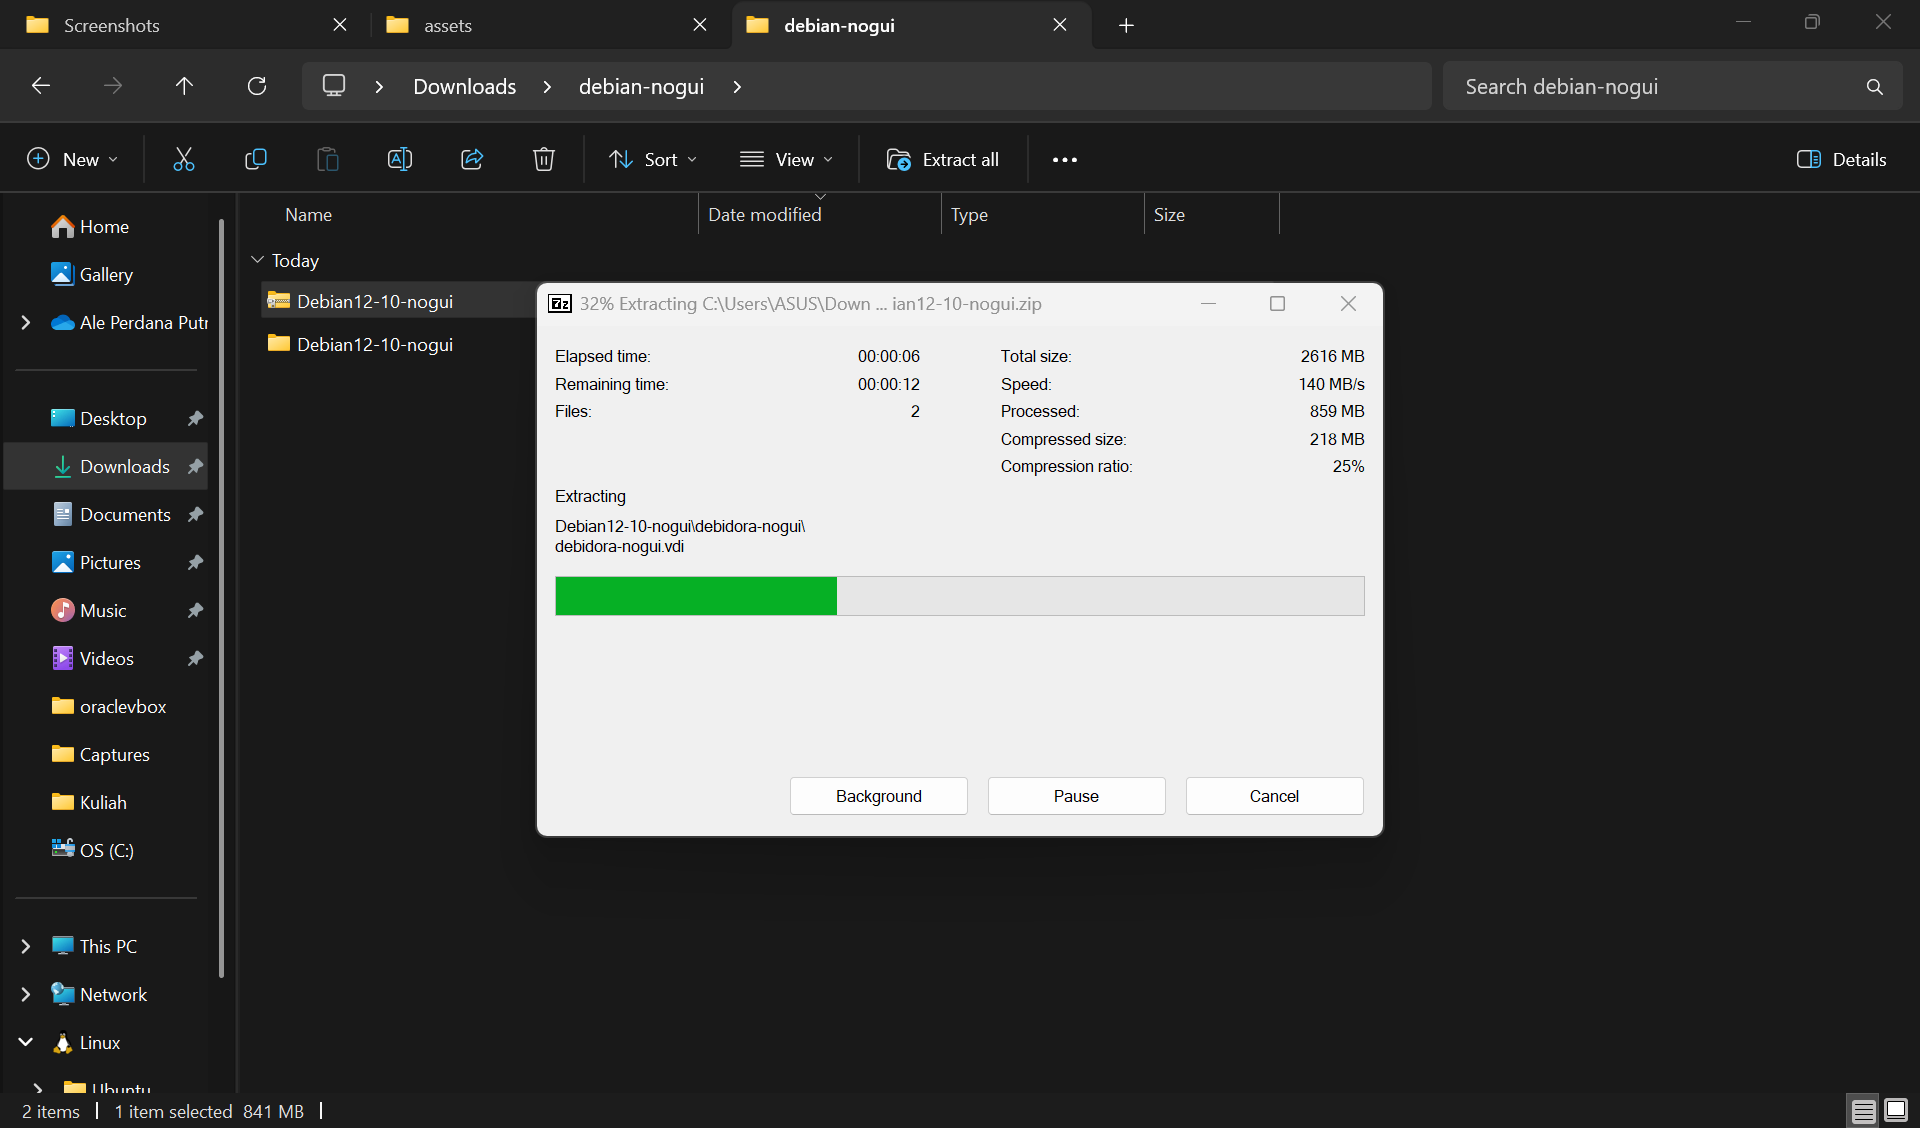 Screenshots
assets
debian-nogui
Downloads
debian-nogui
Search debian-nogui
New
Sort
View
Extract all
Details
Name
Date modified
Type
Size
Home
Gallery
Ale Perdana Putr
Desktop
Downloads
Documents
Pictures
Music
Videos
oraclevbox
Captures
Kuliah
OS (C:)
This PC
Network
Linux
Ubuntu
Today
Debian12-10-nogui
Debian12-10-nogui
7z 32% Extracting C:\Users\ASUS\Down ... ian12-10-nogui.zip
Elapsed time: 00:00:06 Total size: 2616 MB
Remaining time: 00:00:12 Speed: 140 MB/s
Files: 2 Processed: 859 MB
Compressed size: 218 MB
Compression ratio: 25%
Extracting
Debian12-10-nogui\debidora-nogui\
debidora-nogui.vdi
Background Pause Cancel
2 items 1 item selected 841 MB